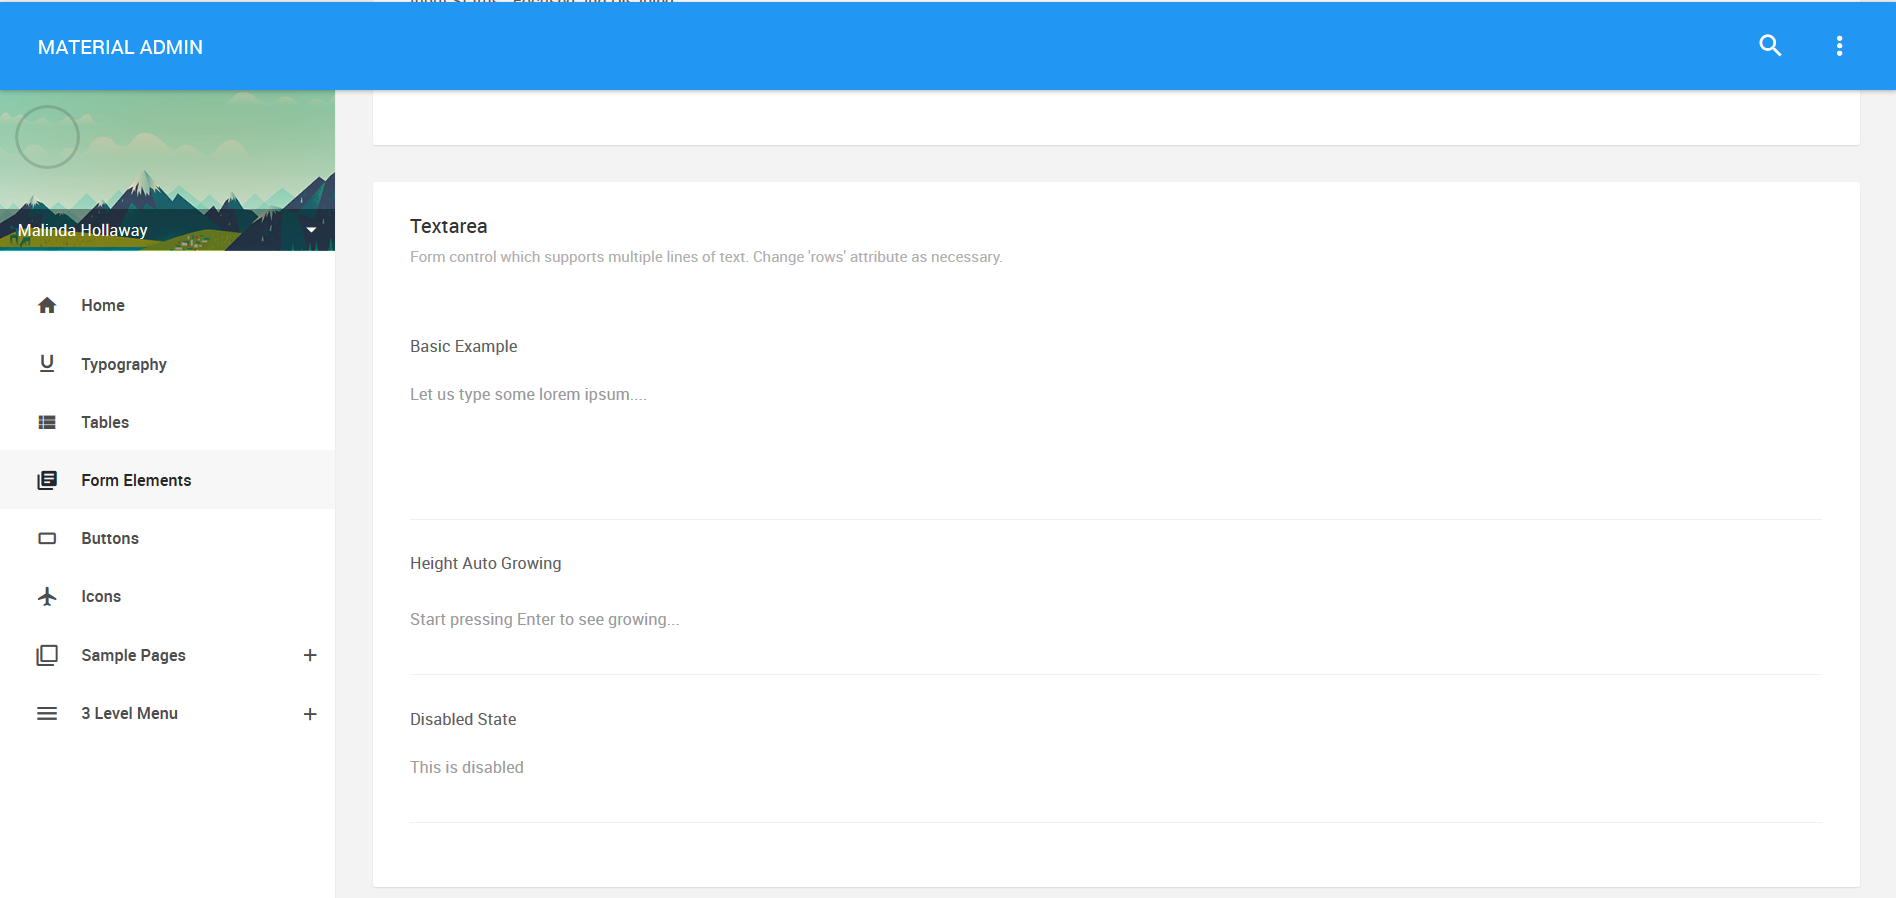 MATERIAL ADMIN
Malinda Hollaway
Home
Typography
Tables
Form Elements
Buttons
Icons
Sample Pages
3 Level Menu
Textarea
Form control which supports multiple lines of text. Change 'rows' attribute as necessary.
Basic Example
Let us type some lorem ipsum....
Height Auto Growing
Start pressing Enter to see growing...
Disabled State
This is disabled